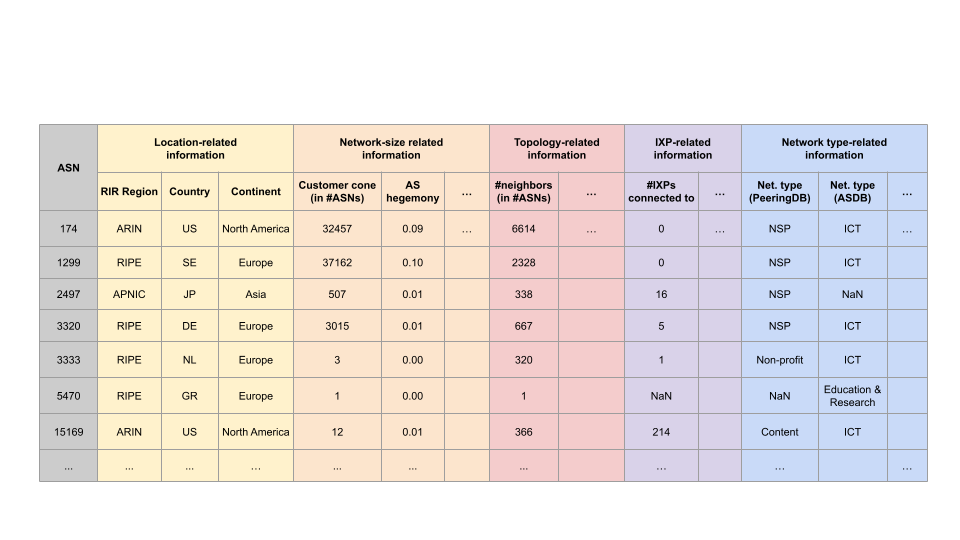 ASN
Location-related
information
Network-size related
information
Topology-related
information
IXP-related
information
Network type-related
information
RIR Region Country Continent Customer cone
(in #ASNs) AS
hegemony … #neighbors
(in #ASNs) … #IXPs
connected to … Net. type
(PeeringDB) Net. type
(ASDB) …
174 ARIN US North America 32457 0.09 … 6614 … 0 … NSP ICT …
1299 RIPE SE Europe 37162 0.10 2328 0 NSP ICT
2497 APNIC JP Asia 507 0.01 338 16 NSP NaN
3320 RIPE DE Europe 3015 0.01 667 5 NSP ICT
3333 RIPE NL Europe 3 0.00 320 1 Non-profit ICT
5470 RIPE GR Europe 1 0.00 1 NaN NaN Education &
Research
15169 ARIN US North America 12 0.01 366 214 Content ICT
... ... ... … ... ... ... … … …